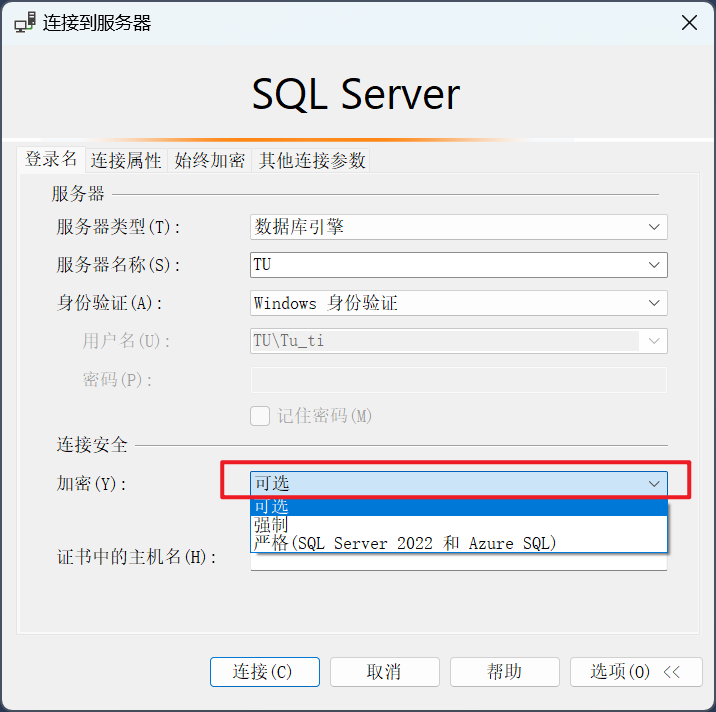 连接到服务器
SQL Server
登录名 连接属性 始终加密 其他连接参数
服务器
服务器类型(T): 数据库引擎
服务器名称(S): TU
身份验证(A): Windows 身份验证
用户名(U): TU\Tu_ti
密码(P):
记住密码(M)
连接安全
加密(Y): 可选
可选
强制
严格(SQL Server 2022 和 Azure SQL)
证书中的主机名(H):
连接(C) 取消 帮助 选项(O) <<